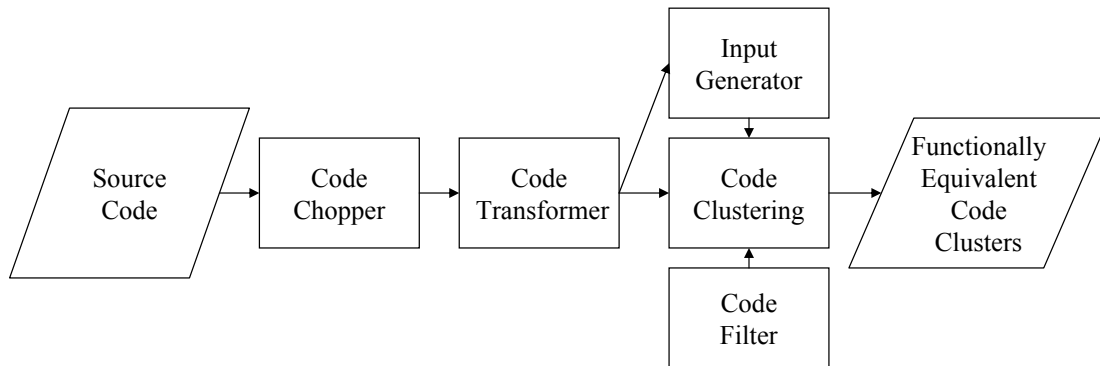 Source
Code
Code
Chopper
Code
Transformer
Input
Generator
Code
Clustering
Code
Filter
Functionally
Equivalent
Code
Clusters